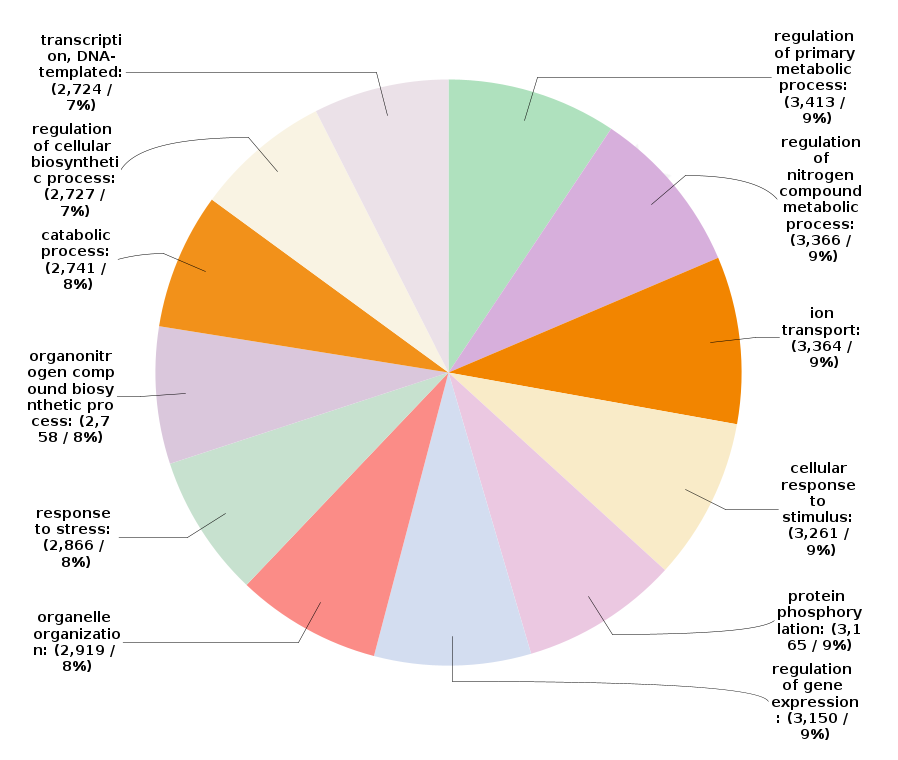 transcripti
on, DNA-
templated:
(2,724 /
7%)
regulation
of cellular
biosyntheti
c process:
(2,727 /
7%)
catabolic
process:
(2,741 /
8%)
organonitr
ogen comp
ound biosy
nthetic pro
cess: (2,7
58 / 8%)
response
to stress:
(2,866 /
8%)
organelle
organizatio
n: (2,919 /
8%)
regulation
of primary
metabolic
process:
(3,413 /
9%)
regulation
of
nitrogen
compound
metabolic
process:
(3,366 /
9%)
ion
transport:
(3,364 /
9%)
cellular
response
to
stimulus:
(3,261 /
9%)
protein
phosphory
lation: (3,1
65 / 9%)
regulation
of gene
expression
: (3,150 /
9%)